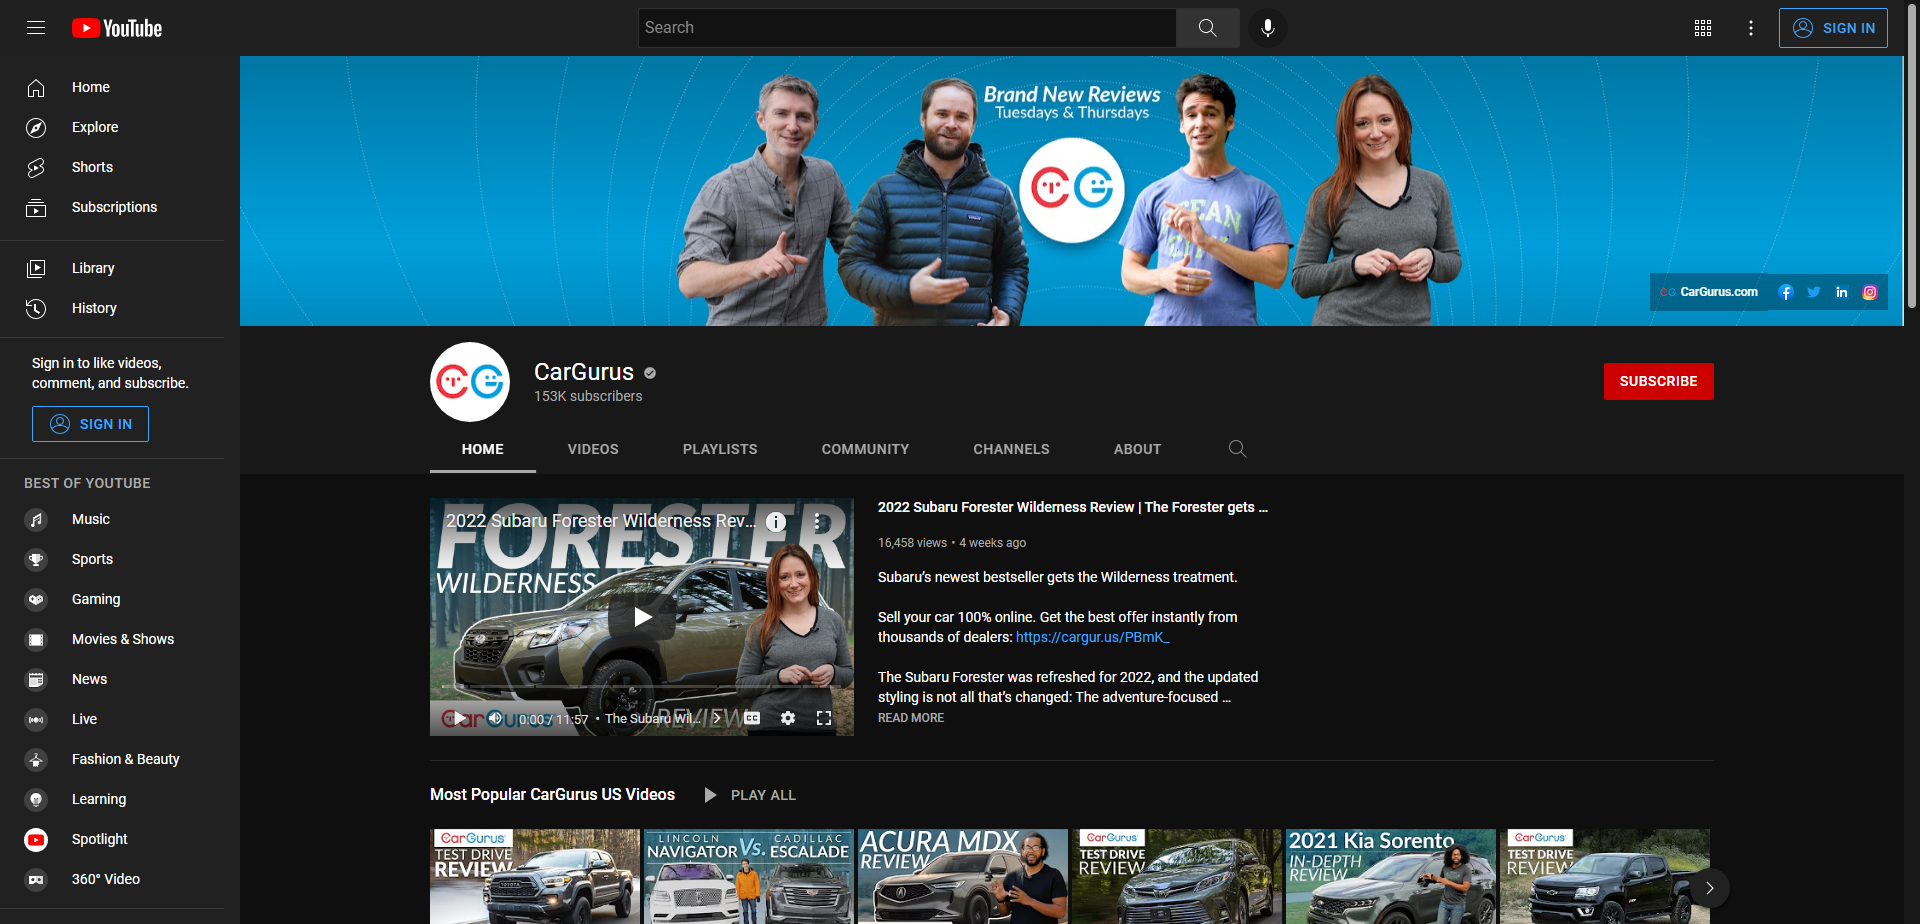 YouTube
Search
SIGN IN
Home
Explore
Shorts
Subscriptions
Library
History
Sign in to like videos,
comment, and subscribe.
SIGN IN
BEST OF YOUTUBE
Music
Sports
Gaming
Movies & Shows
News
Live
Fashion & Beauty
Learning
Spotlight
360° Video
Brand New Reviews
Tuesdays & Thursdays
CG
CG CarGurus.com
CG
CarGurus
153K subscribers
SUBSCRIBE
HOME
VIDEOS
PLAYLISTS
COMMUNITY
CHANNELS
ABOUT
FORESTER
2022 Subaru Forester Wilderness Rev...
WILDERNESS
CarGurus
REVIEW
0:00 / 11:57 • The Subaru Wil...
CC
2022 Subaru Forester Wilderness Review | The Forester gets ...
16,458 views • 4 weeks ago
Subaru’s newest bestseller gets the Wilderness treatment.
Sell your car 100% online. Get the best offer instantly from
thousands of dealers: https://cargur.us/PBmK_
The Subaru Forester was refreshed for 2022, and the updated
styling is not all that’s changed: The adventure-focused ...
READ MORE
Most Popular CarGurus US Videos
PLAY ALL
CarGurus
TEST DRIVE
REVIEW
TOYOTA
LINCOLN
NAVIGATOR
Vs.
CADILLAC
ESCALADE
ACURA MDX
REVIEW
CarGurus
TEST DRIVE
REVIEW
2021 Kia Sorento
IN-DEPTH
REVIEW
CarGurus
TEST DRIVE
REVIEW